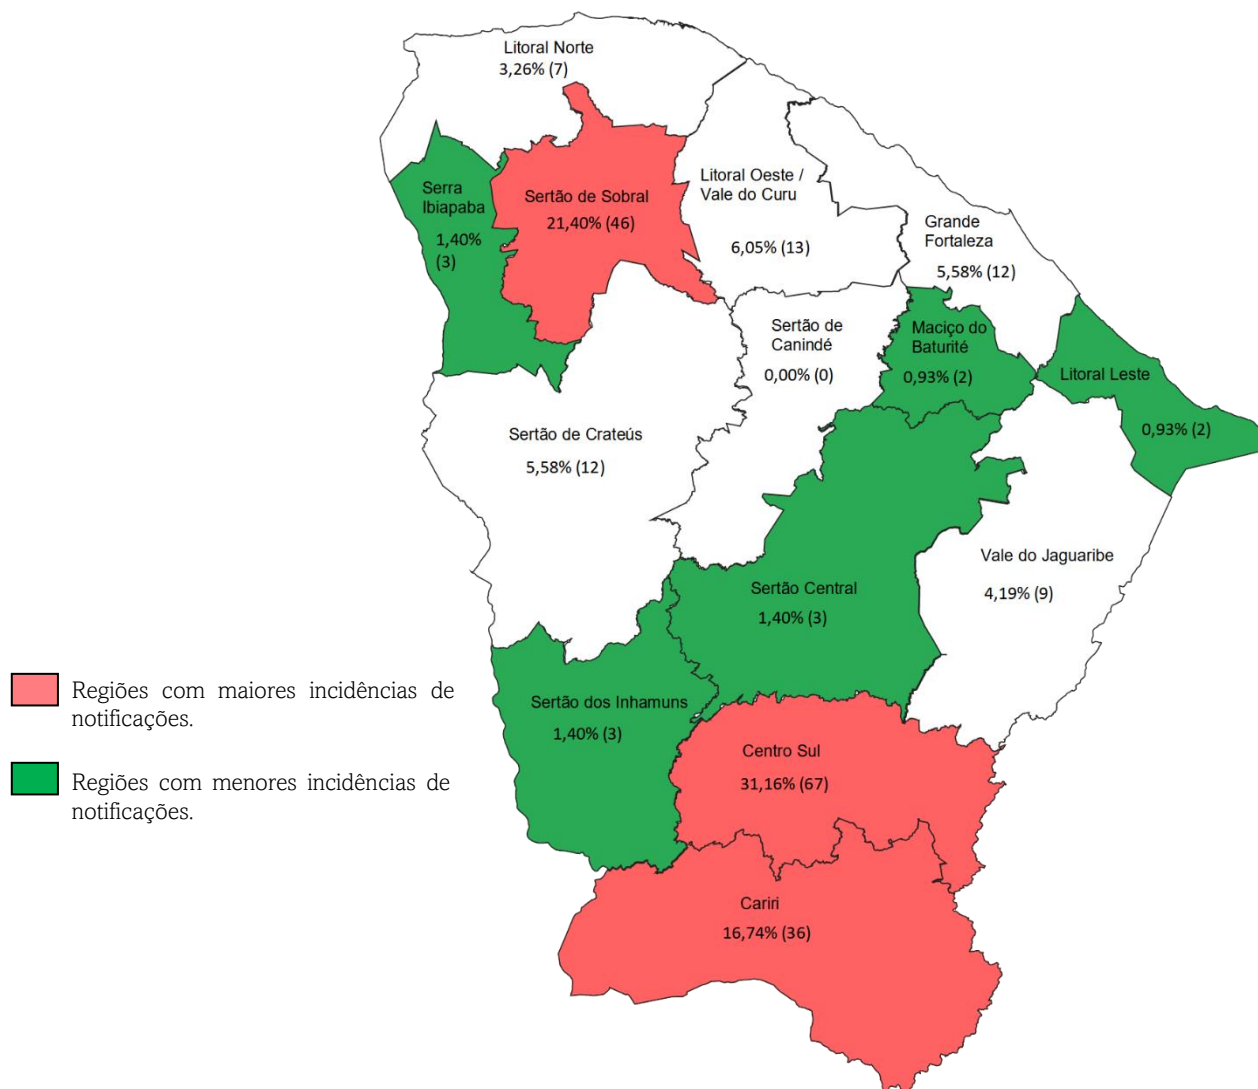 Litoral Norte
3,26% (7)
Serra
Ibiapaba
1,40%
(3)
Sertão de Sobral
21,40% (46)
Litoral Oeste /
Vale do Curu
6,05% (13)
Grande
Fortaleza
5,58% (12)
Sertão de
Canindé
0,00% (0)
Maciço do
Baturité
0,93% (2)
Litoral Leste
0,93% (2)
Sertão de Crateús
5,58% (12)
Vale do Jaguaribe
4,19% (9)
Sertão Central
1,40% (3)
Sertão dos Inhamuns
1,40% (3)
Centro Sul
31,16% (67)
Cariri
16,74% (36)
Regiões com maiores incidências de
notificações.
Regiões com menores incidências de
notificações.